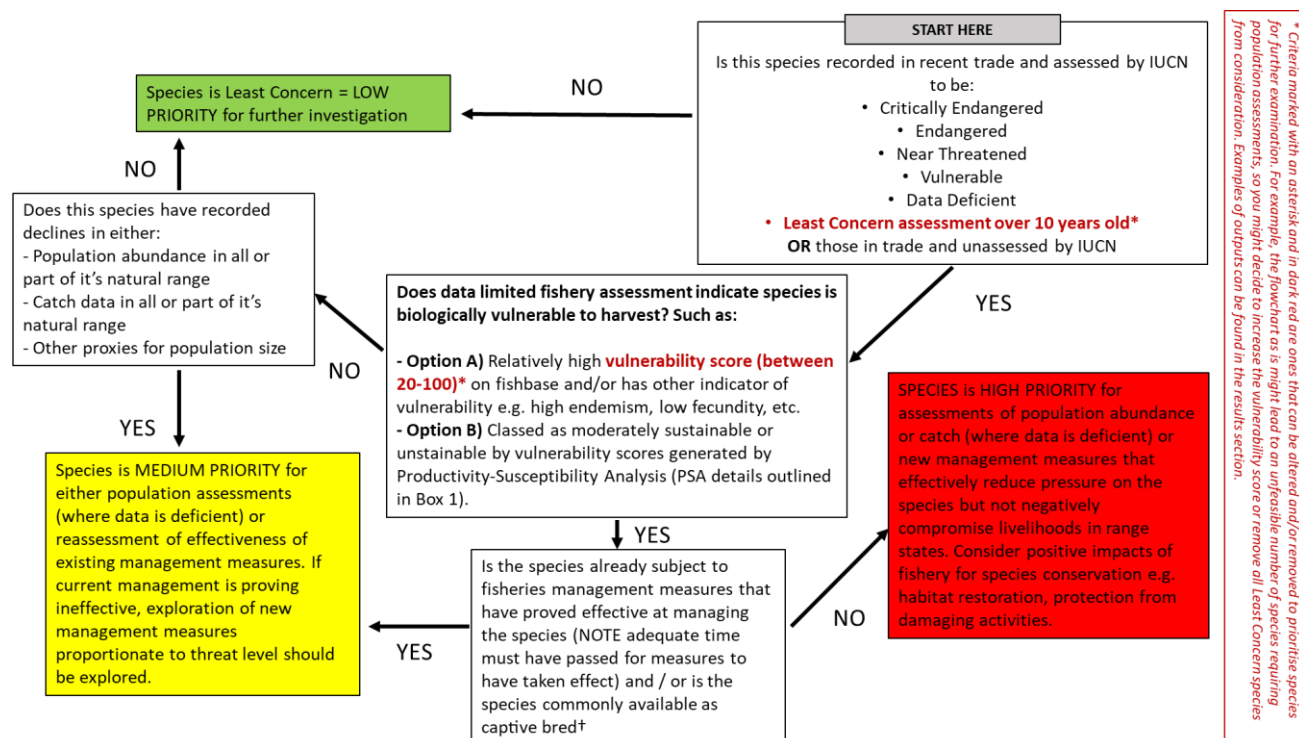 START HERE
Is this species recorded in recent trade and assessed by IUCN
to be:
• Critically Endangered
• Endangered
• Near Threatened
• Vulnerable
• Data Deficient
• Least Concern assessment over 10 years old*
OR those in trade and unassessed by IUCN
NO
Species is Least Concern = LOW
PRIORITY for further investigation
YES
Does data limited fishery assessment indicate species is
biologically vulnerable to harvest? Such as:
- Option A) Relatively high vulnerability score (between
20-100)* on fishbase and/or has other indicator of
vulnerability e.g. high endemism, low fecundity, etc.
- Option B) Classed as moderately sustainable or
unstainable by vulnerability scores generated by
Productivity-Susceptibility Analysis (PSA details outlined
in Box 1).
NO
Does this species have recorded
declines in either:
- Population abundance in all or
part of it's natural range
- Catch data in all or part of it's
natural range
- Other proxies for population size
NO
YES
Species is MEDIUM PRIORITY for
either population assessments
(where data is deficient) or
reassessment of effectiveness of
existing management measures. If
current management is proving
ineffective, exploration of new
management measures
proportionate to threat level should
be explored.
YES
Is the species already subject to
fisheries management measures that
have proved effective at managing
the species (NOTE adequate time
must have passed for measures to
have taken effect) and / or is the
species commonly available as
captive bred†
YES
NO
SPECIES is HIGH PRIORITY for
assessments of population abundance
or catch (where data is deficient) or
new management measures that
effectively reduce pressure on the
species but not negatively
compromise livelihoods in range
states. Consider positive impacts of
fishery for species conservation e.g.
habitat restoration, protection from
damaging activities.
* Criteria marked with an asterisk and in dark red are ones that can be altered and/or removed to prioritise species
for further examination. For example, the flowchart as is might lead to an unfeasible number of species requiring
population assessments, so you might decide to increase the vulnerability score or remove all Least Concern species
from consideration. Examples of outputs can be found in the results section.